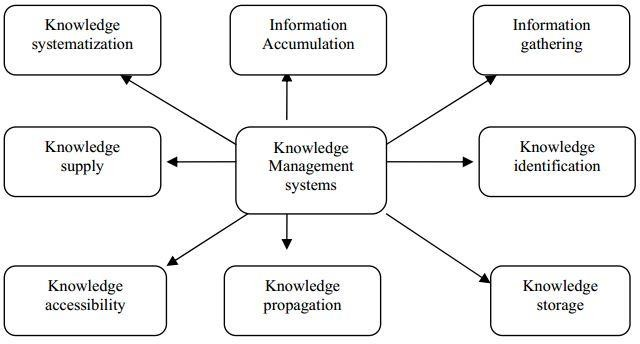 Knowledge
systematization
Information
Accumulation
Information
gathering
Knowledge
supply
Knowledge
Management
systems
Knowledge
identification
Knowledge
accessibility
Knowledge
propagation
Knowledge
storage